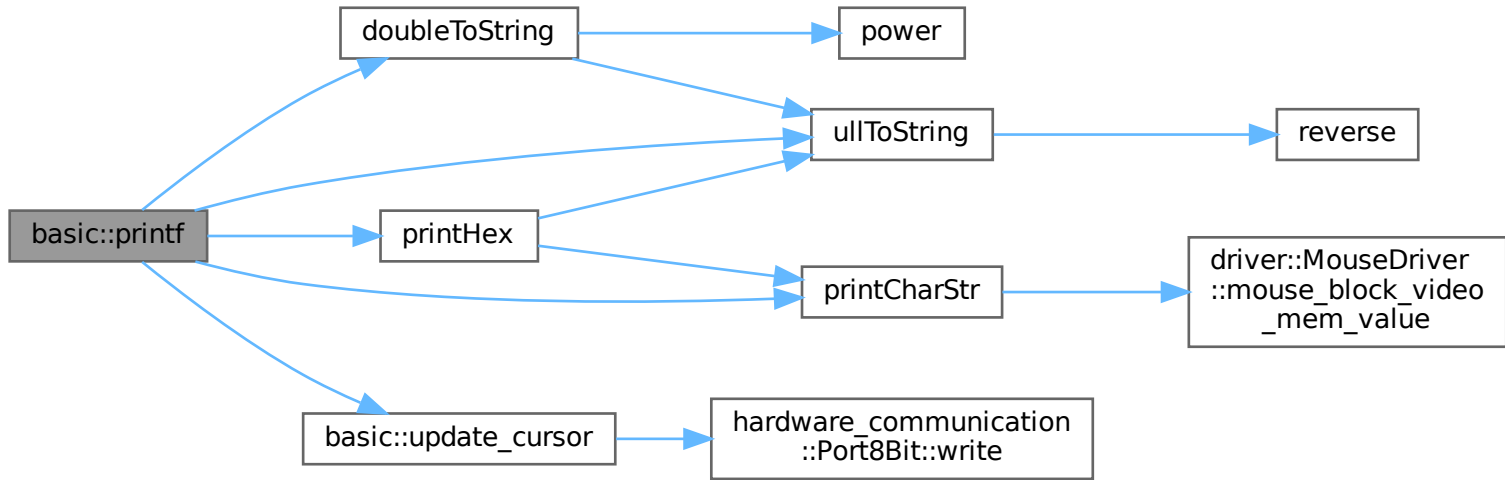 doubleToString
power
ullToString
reverse
basic::printf
printHex
printCharStr
driver::MouseDriver
::mouse_block_video
_mem_value
basic::update_cursor
hardware_communication
::Port8Bit::write